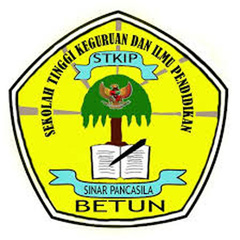 SEKOLAH TINGGI KEGURUAN DAN ILMU PENDIDIKAN
STKIP
SINAR PANCASILA
BETUN